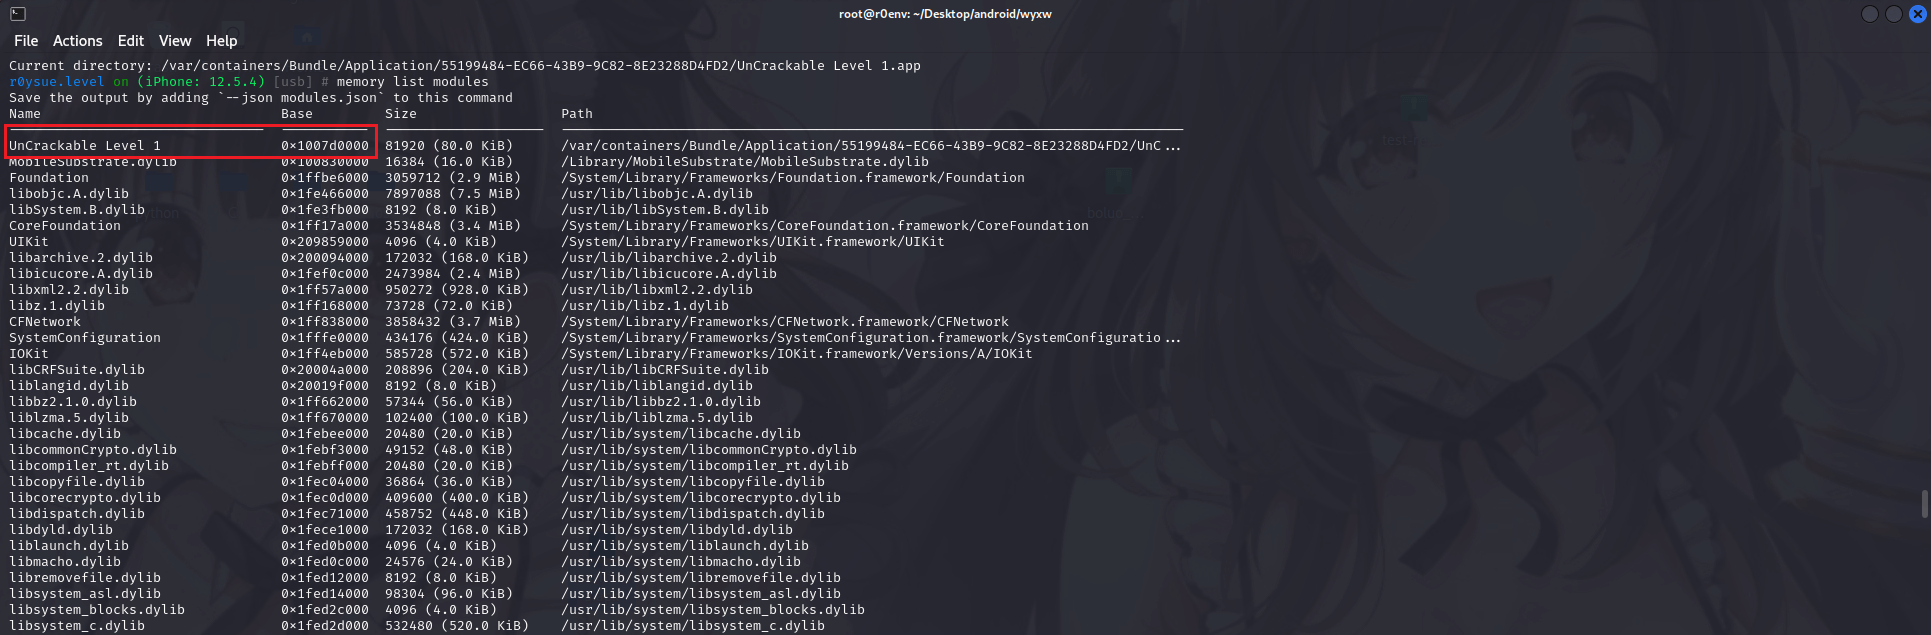 root@r0env: ~/Desktop/android/wyxw
File Actions Edit View Help
Current directory: /var/containers/Bundle/Application/55199484-EC66-43B9-9C82-8E23288D4FD2/UnCrackable Level 1.app
r0ysue.level on (iPhone: 12.5.4) [usb] # memory list modules
Save the output by adding `--json modules.json` to this command
Name Base Size Path
UnCrackable Level 1 0×1007d0000 81920 (80.0 KiB) /var/containers/Bundle/Application/55199484-EC66-43B9-9C82-8E23288D4FD2/UnC...
MobileSubstrate.dylib 0×100830000 16384 (16.0 KiB) /Library/MobileSubstrate/MobileSubstrate.dylib
Foundation 0×1ffbe6000 3059712 (2.9 MiB) /System/Library/Frameworks/Foundation.framework/Foundation
libobjc.A.dylib 0×1fe466000 7897088 (7.5 MiB) /usr/lib/libobjc.A.dylib
libSystem.B.dylib 0×1fe3fb000 8192 (8.0 KiB) /usr/lib/libSystem.B.dylib
CoreFoundation 0×1ff17a000 3534848 (3.4 MiB) /System/Library/Frameworks/CoreFoundation.framework/CoreFoundation
UIKit 0×209859000 4096 (4.0 KiB) /System/Library/Frameworks/UIKit.framework/UIKit
libarchive.2.dylib 0×200094000 172032 (168.0 KiB) /usr/lib/libarchive.2.dylib
libicucore.A.dylib 0×1fef0c000 2473984 (2.4 MiB) /usr/lib/libicucore.A.dylib
libxml2.2.dylib 0×1ff57a000 950272 (928.0 KiB) /usr/lib/libxml2.2.dylib
libz.1.dylib 0×1ff168000 73728 (72.0 KiB) /usr/lib/libz.1.dylib
CFNetwork 0×1ff838000 3858432 (3.7 MiB) /System/Library/Frameworks/CFNetwork.framework/CFNetwork
SystemConfiguration 0×1fffe0000 434176 (424.0 KiB) /System/Library/Frameworks/SystemConfiguration.framework/SystemConfiguratio...
IOKit 0×1ff4eb000 585728 (572.0 KiB) /System/Library/Frameworks/IOKit.framework/Versions/A/IOKit
libCRFSuite.dylib 0×20004a000 208896 (204.0 KiB) /usr/lib/libCRFSuite.dylib
liblangid.dylib 0×20019f000 8192 (8.0 KiB) /usr/lib/liblangid.dylib
libbz2.1.0.dylib 0×1ff662000 57344 (56.0 KiB) /usr/lib/libbz2.1.0.dylib
liblzma.5.dylib 0×1ff670000 102400 (100.0 KiB) /usr/lib/liblzma.5.dylib
libcache.dylib 0×1febee000 20480 (20.0 KiB) /usr/lib/system/libcache.dylib
libcommonCrypto.dylib 0×1febf3000 49152 (48.0 KiB) /usr/lib/system/libcommonCrypto.dylib
libcompiler_rt.dylib 0×1febff000 20480 (20.0 KiB) /usr/lib/system/libcompiler_rt.dylib
libcopyfile.dylib 0×1fec04000 36864 (36.0 KiB) /usr/lib/system/libcopyfile.dylib
libcorecrypto.dylib 0×1fec0d000 409600 (400.0 KiB) /usr/lib/system/libcorecrypto.dylib
libdispatch.dylib 0×1fec71000 458752 (448.0 KiB) /usr/lib/system/libdispatch.dylib
libdyld.dylib 0×1fece1000 172032 (168.0 KiB) /usr/lib/system/libdyld.dylib
liblaunch.dylib 0×1fed0b000 4096 (4.0 KiB) /usr/lib/system/liblaunch.dylib
libmacho.dylib 0×1fed0c000 24576 (24.0 KiB) /usr/lib/system/libmacho.dylib
libremovefile.dylib 0×1fed12000 8192 (8.0 KiB) /usr/lib/system/libremovefile.dylib
libsystem_asl.dylib 0×1fed14000 98304 (96.0 KiB) /usr/lib/system/libsystem_asl.dylib
libsystem_blocks.dylib 0×1fed2c000 4096 (4.0 KiB) /usr/lib/system/libsystem_blocks.dylib
libsystem_c.dylib 0×1fed2d000 532480 (520.0 KiB) /usr/lib/system/libsystem_c.dylib